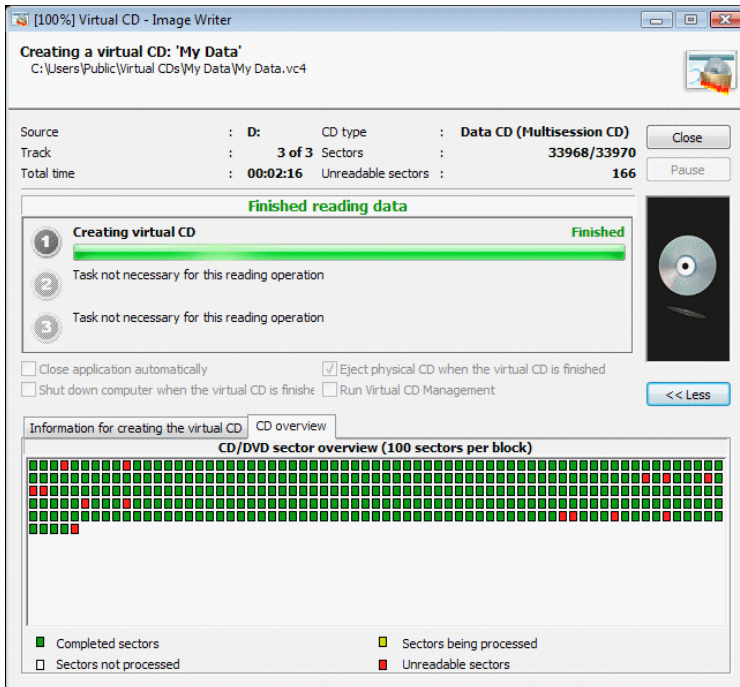 [100%] Virtual CD - Image Writer
Creating a virtual CD: 'My Data'
C:\Users\Public\Virtual CDs\My Data\My Data.vc4
Source : D: CD type : Data CD (Multisession CD)
Close
Track : 3 of 3 Sectors : 33968/33970
Total time : 00:02:16 Unreadable sectors : 166
Pause
Finished reading data
1 Creating virtual CD Finished
2 Task not necessary for this reading operation
3 Task not necessary for this reading operation
Close application automatically Eject physical CD when the virtual CD is finished
Shut down computer when the virtual CD is finishe Run Virtual CD Management
<< Less
Information for creating the virtual CD CD overview
CD/DVD sector overview (100 sectors per block)
Completed sectors Sectors being processed
Sectors not processed Unreadable sectors